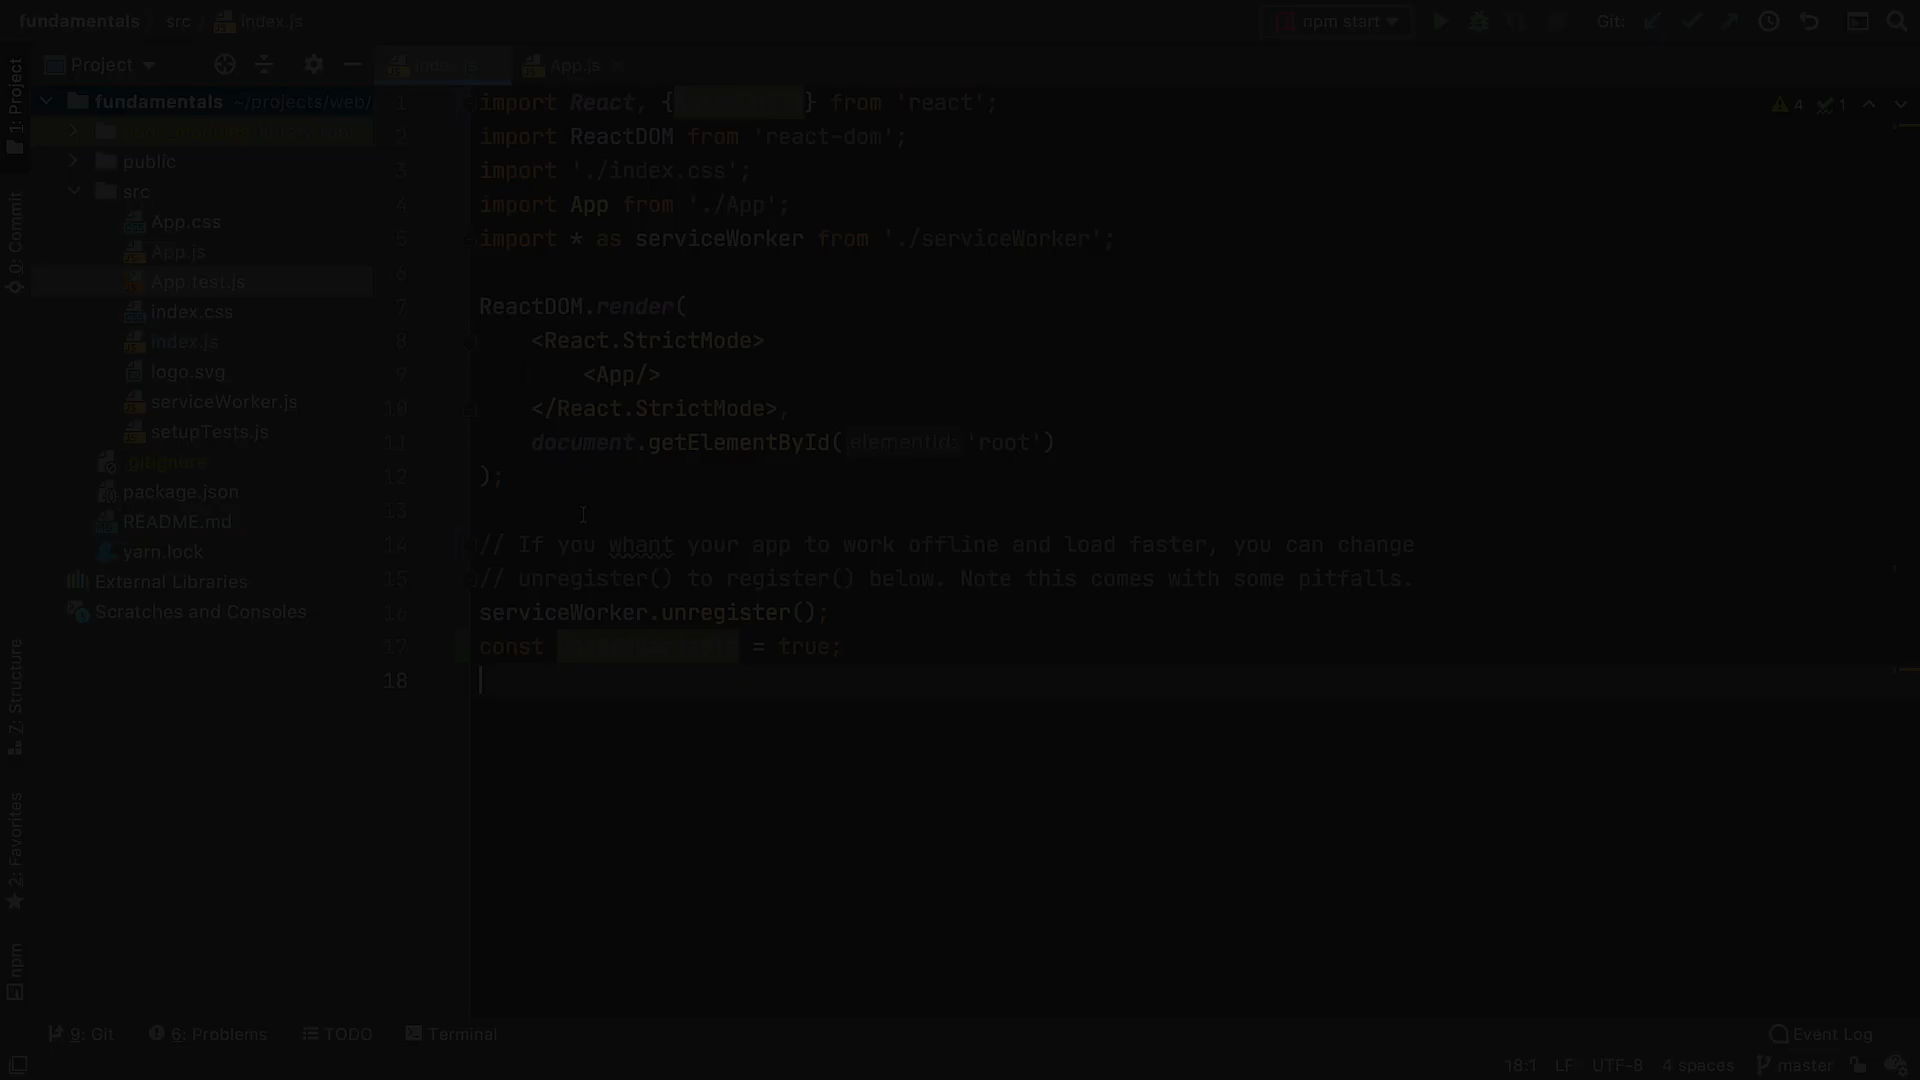 fundamentals / src / index.js
npm start
Git:
1: Project
Project
index.js
App.js
fundamentals ~/projects/web/
public
src
App.css
App.js
App.test.js
index.css
index.js
logo.svg
serviceWorker.js
setupTests.js
.gitignore
package.json
README.md
yarn.lock
External Libraries
Scratches and Consoles
0: Commit
7: Structure
2: Favorites
npm
4 1
1 import React, { } from 'react';
2 import ReactDOM from 'react-dom';
3 import './index.css';
4 import App from './App';
5 import * as serviceWorker from './serviceWorker';
6
7 ReactDOM.render(
8 <React.StrictMode>
9 <App/>
10 </React.StrictMode>,
11 document.getElementById( elementId: 'root')
12 );
13
14 // If you whant your app to work offline and load faster, you can change
15 // unregister() to register() below. Note this comes with some pitfalls.
16 serviceWorker.unregister();
17 const = true;
18
9: Git 6: Problems TODO Terminal Event Log
18:1 LF UTF-8 4 spaces master